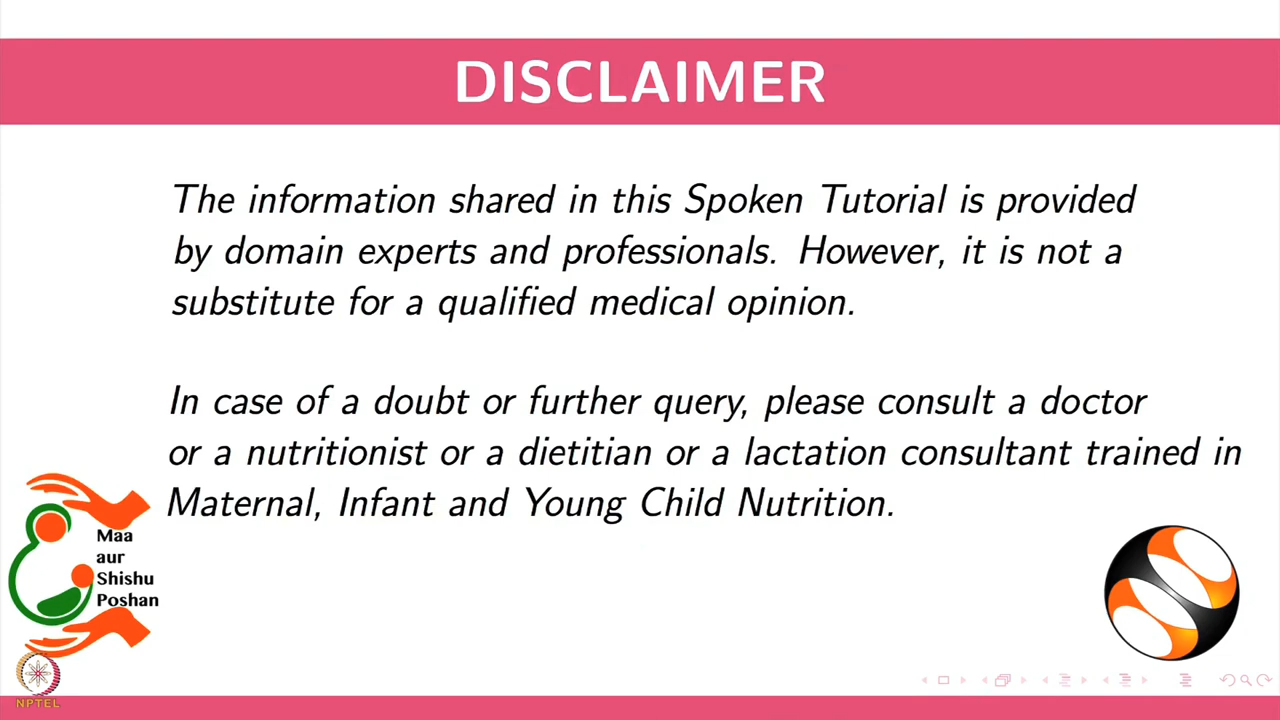 DISCLAIMER
The information shared in this Spoken Tutorial is provided
by domain experts and professionals. However, it is not a
substitute for a qualified medical opinion.
In case of a doubt or further query, please consult a doctor
or a nutritionist or a dietitian or a lactation consultant trained in
Maternal, Infant and Young Child Nutrition.
Maa
aur
Shishu
Poshan
NPTEL